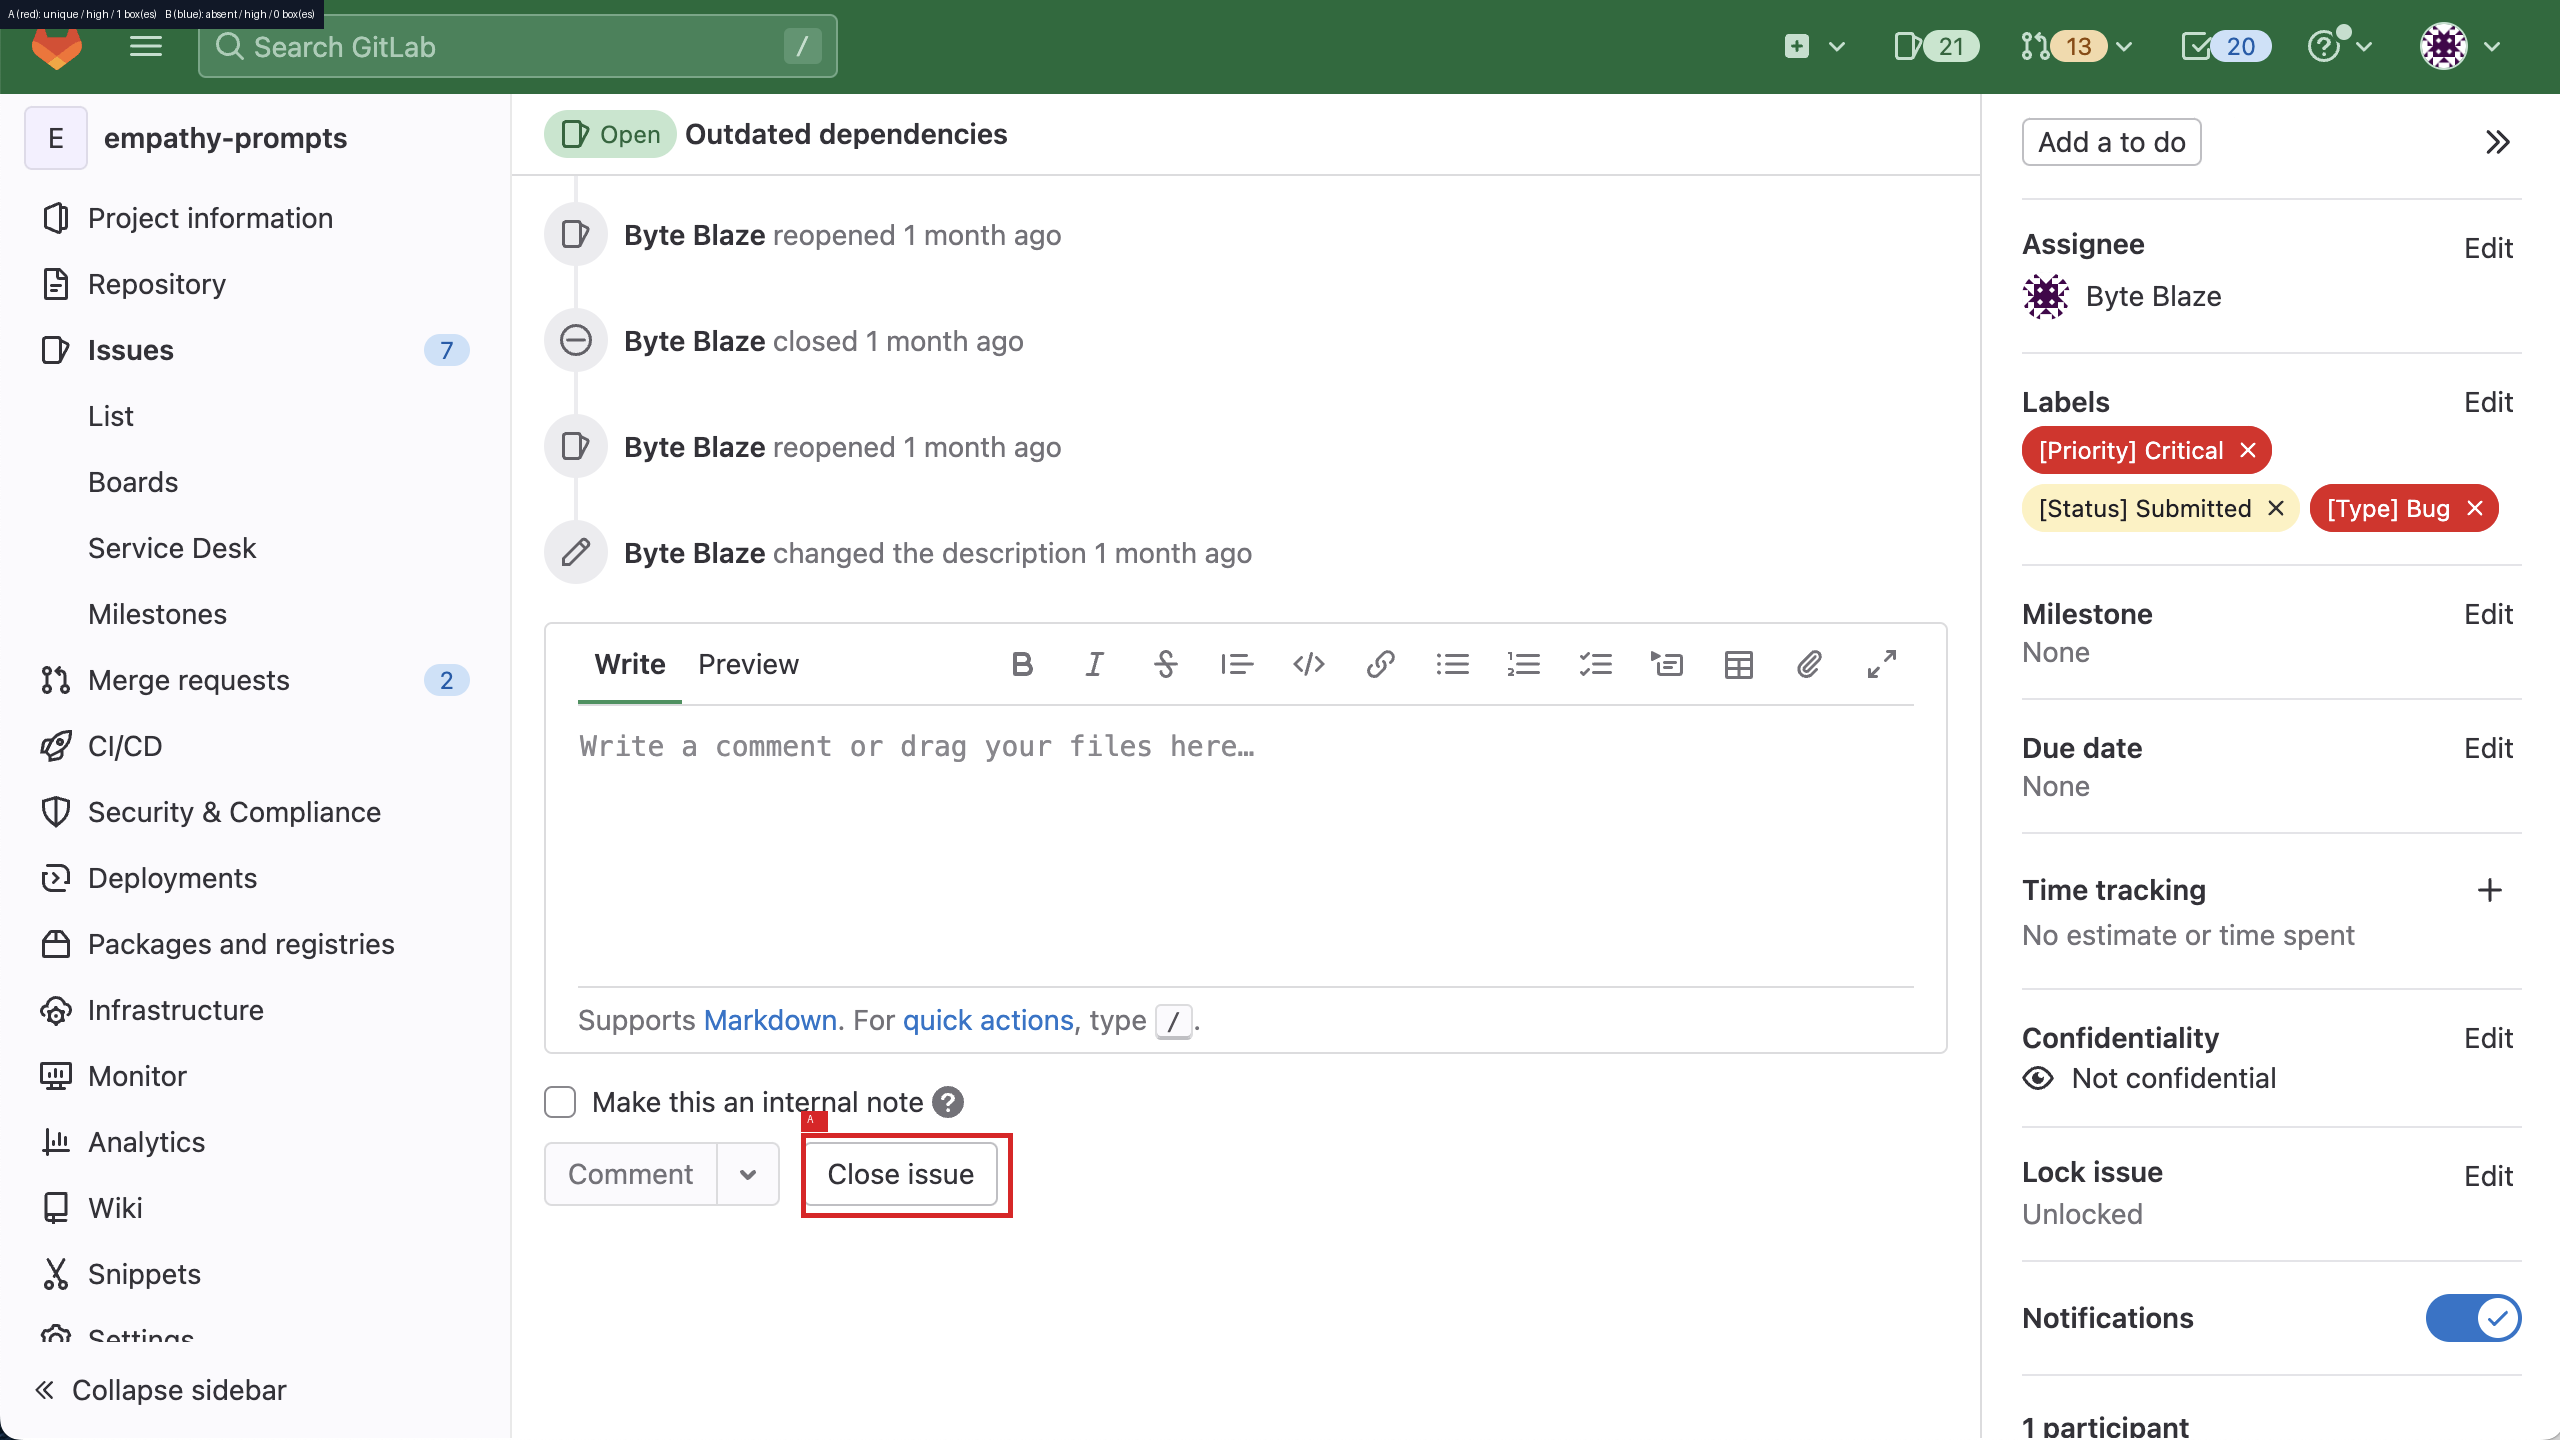 A (red): unique / high / 1 box(es) B (blue): absent / high / 0 box(es)
Search GitLab /
21
13
20
E empathy-prompts
Project information
Repository
Issues 7
List
Boards
Service Desk
Milestones
Merge requests 2
CI/CD
Security & Compliance
Deployments
Packages and registries
Infrastructure
Monitor
Analytics
Wiki
Snippets
Settings
Collapse sidebar
Open Outdated dependencies
Byte Blaze reopened 1 month ago
Byte Blaze closed 1 month ago
Byte Blaze reopened 1 month ago
Byte Blaze changed the description 1 month ago
Write Preview
Write a comment or drag your files here…
Supports Markdown. For quick actions, type /.
Make this an internal note
A
Comment
Close issue
Add a to do
Assignee Edit
Byte Blaze
Labels Edit
[Priority] Critical
[Status] Submitted [Type] Bug
Milestone Edit
None
Due date Edit
None
Time tracking
No estimate or time spent
Confidentiality Edit
Not confidential
Lock issue Edit
Unlocked
Notifications
1 participant